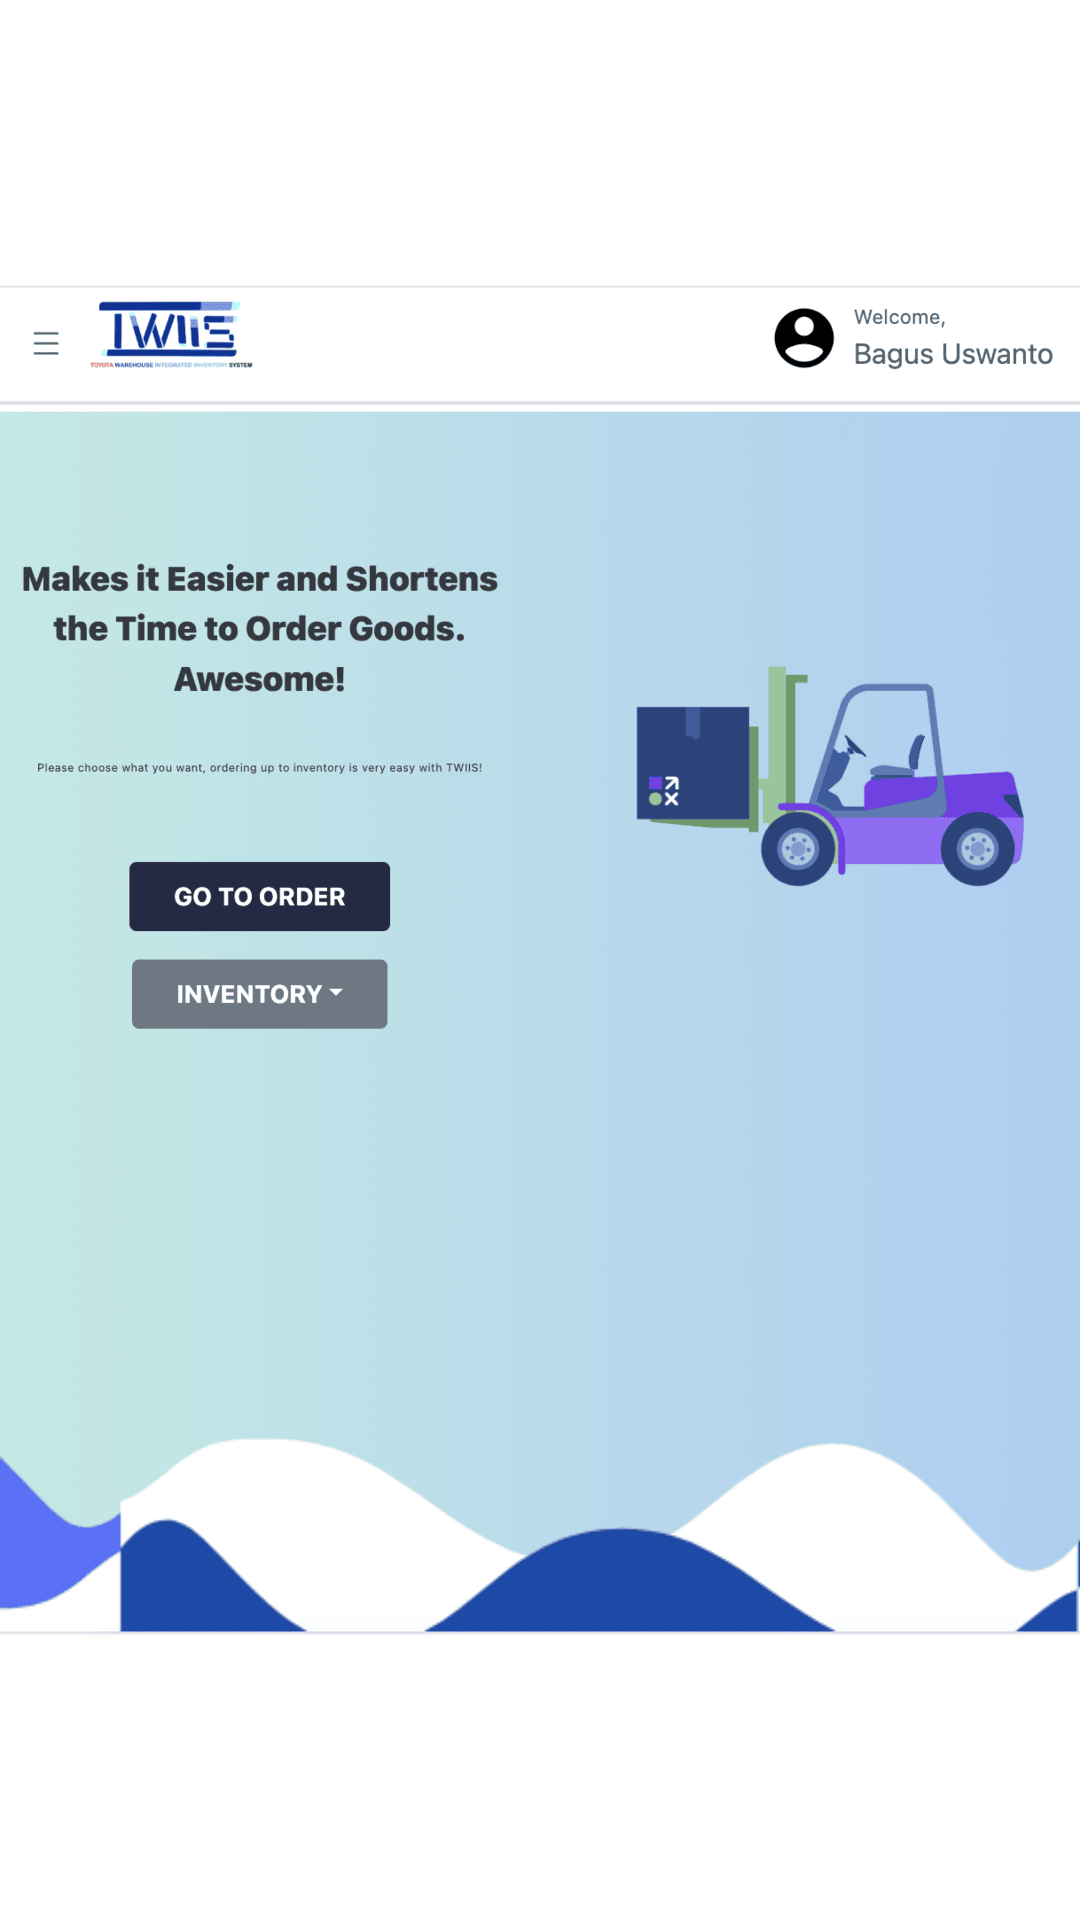 TWIIS
TOYOTA WAREHOUSE INTEGRATED INVENTORY SYSTEM
Welcome,
Bagus Uswanto
Makes it Easier and Shortens
the Time to Order Goods.
Awesome!
Please choose what you want, ordering up to inventory is very easy with TWIIS!
GO TO ORDER
INVENTORY